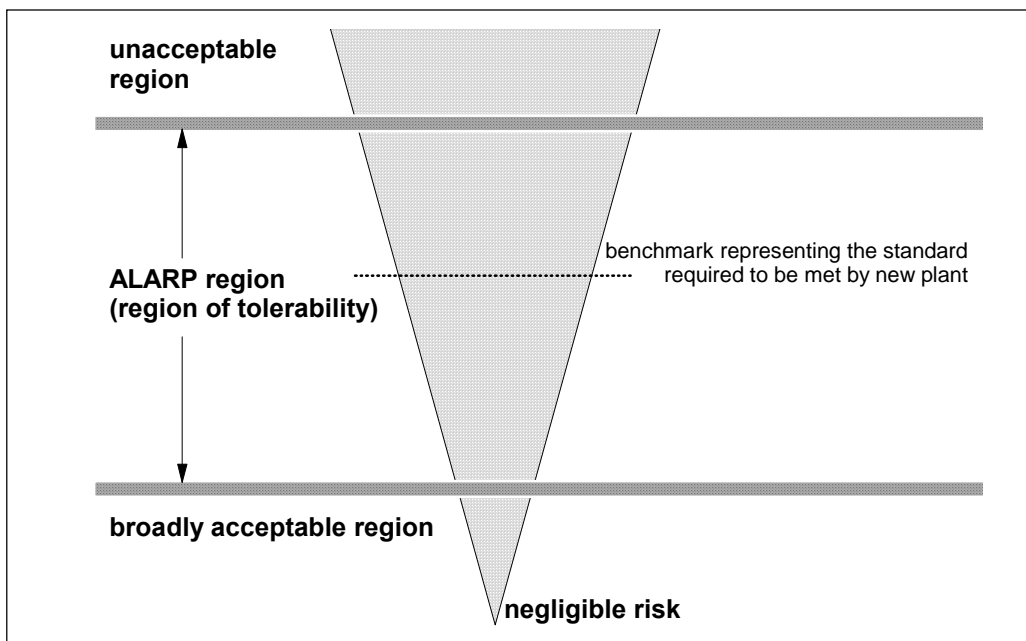 unacceptable
region
benchmark representing the standard
required to be met by new plant
ALARP region
(region of tolerability)
broadly acceptable region
negligible risk